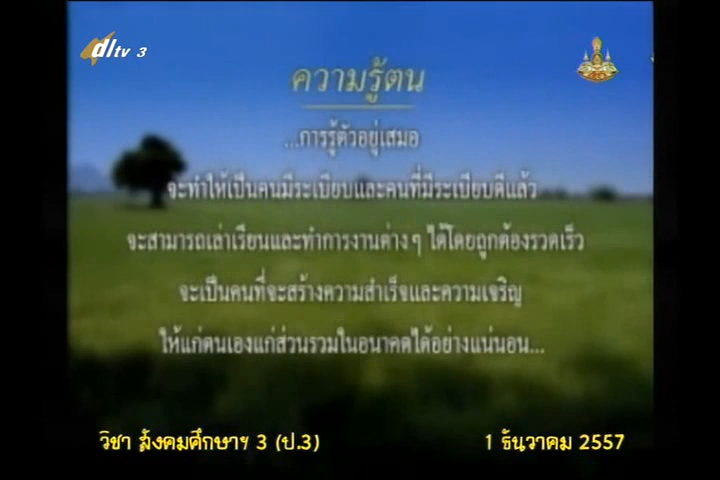 dltv 3
ความรู้ตน
...การรู้ตัวอยู่เสมอ
จะทำให้เป็นคนมีระเบียบและคนที่มีระเบียบดีแล้ว
จะสามารถเล่าเรียนและทำการงานต่างๆ ได้โดยถูกต้องรวดเร็ว
จะเป็นคนที่จะสร้างความสำเร็จและความเจริญ
ให้แก่ตนเองแก่ส่วนรวมในอนาคตได้อย่างแน่นอน...
วิชา สังคมศึกษาฯ 3 (ป.3)
1 ธันวาคม 2557